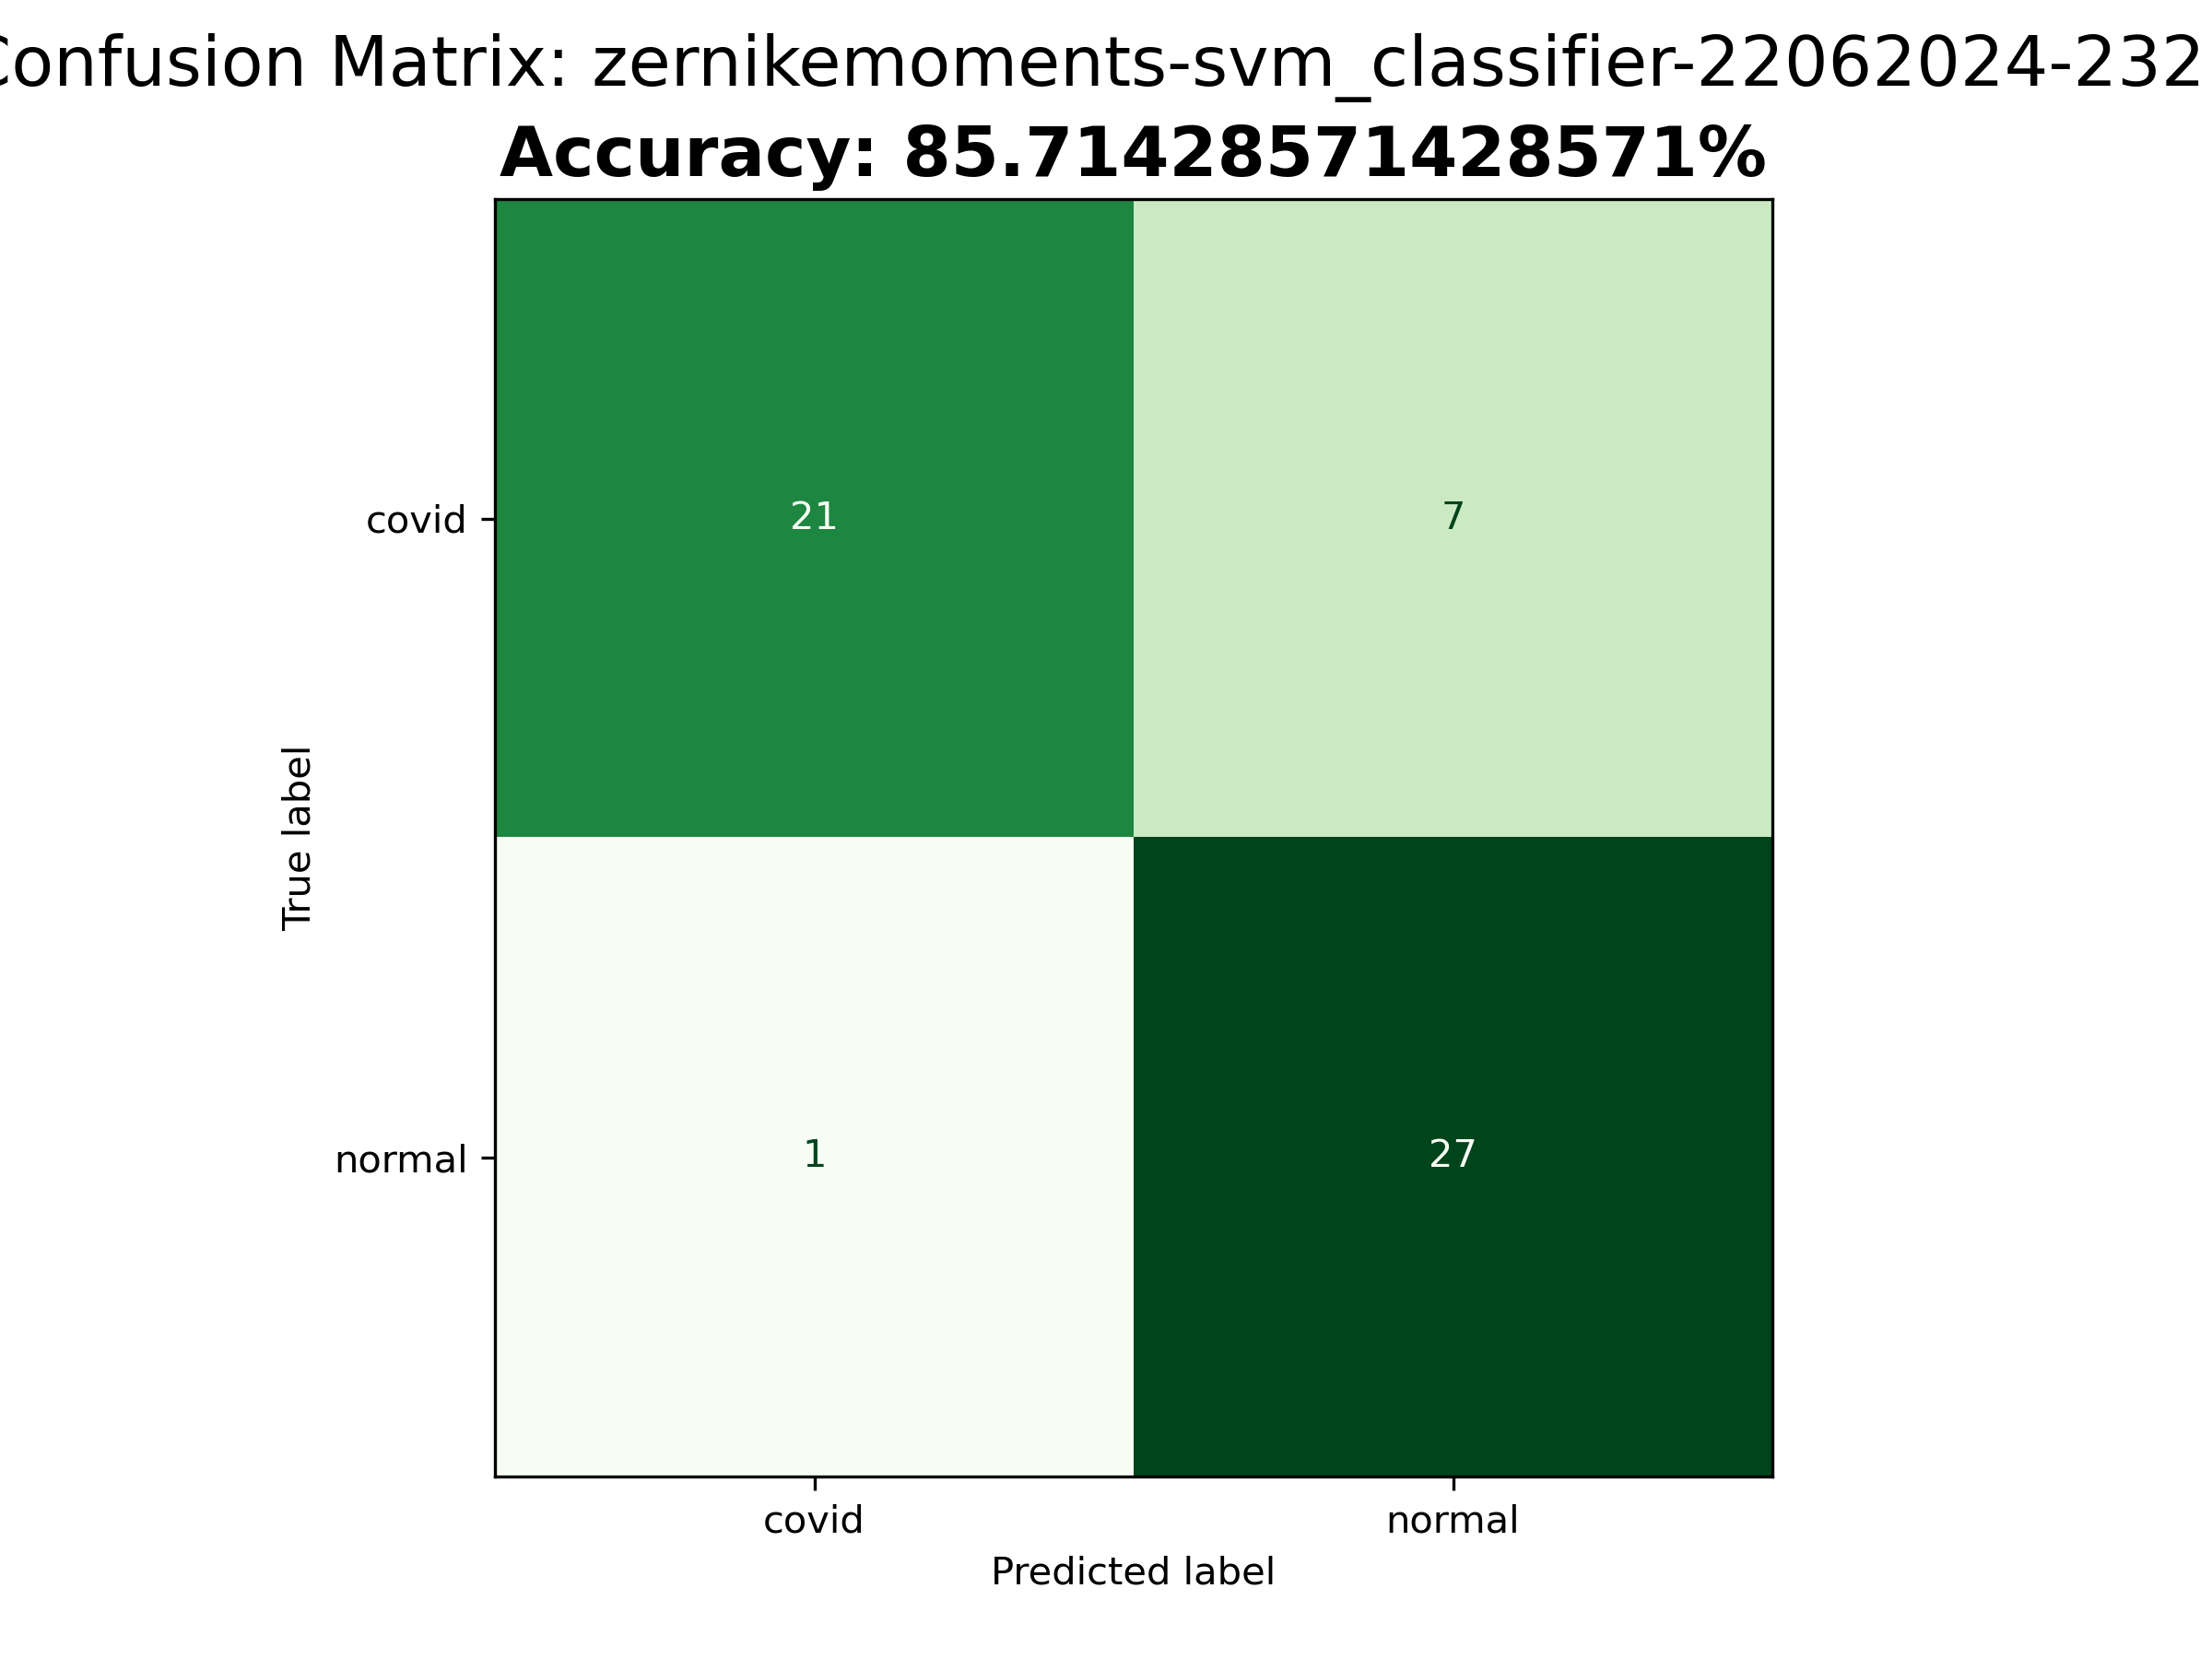 Confusion Matrix: zernikemoments-svm_classifier-22062024-232
Accuracy: 85.71428571428571%
covid
21
7
True label
normal
1
27
covid
normal
Predicted label